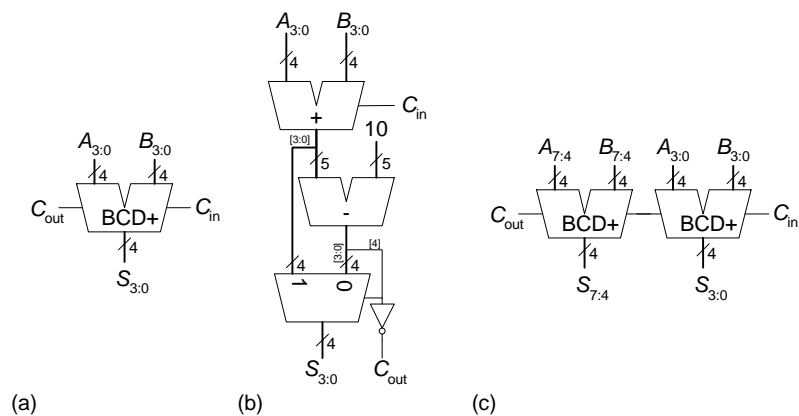 A3:0 B3:0
4 4
Cout BCD+ Cin
4
S3:0
(a)
A3:0 B3:0
4 4
+ Cin
[3:0] 10
5 5
-
[3:0] [4]
4 4
1 0
4
S3:0 Cout
(b)
A7:4 B7:4 A3:0 B3:0
4 4 4 4
Cout BCD+ BCD+ Cin
4 4
S7:4 S3:0
(c)